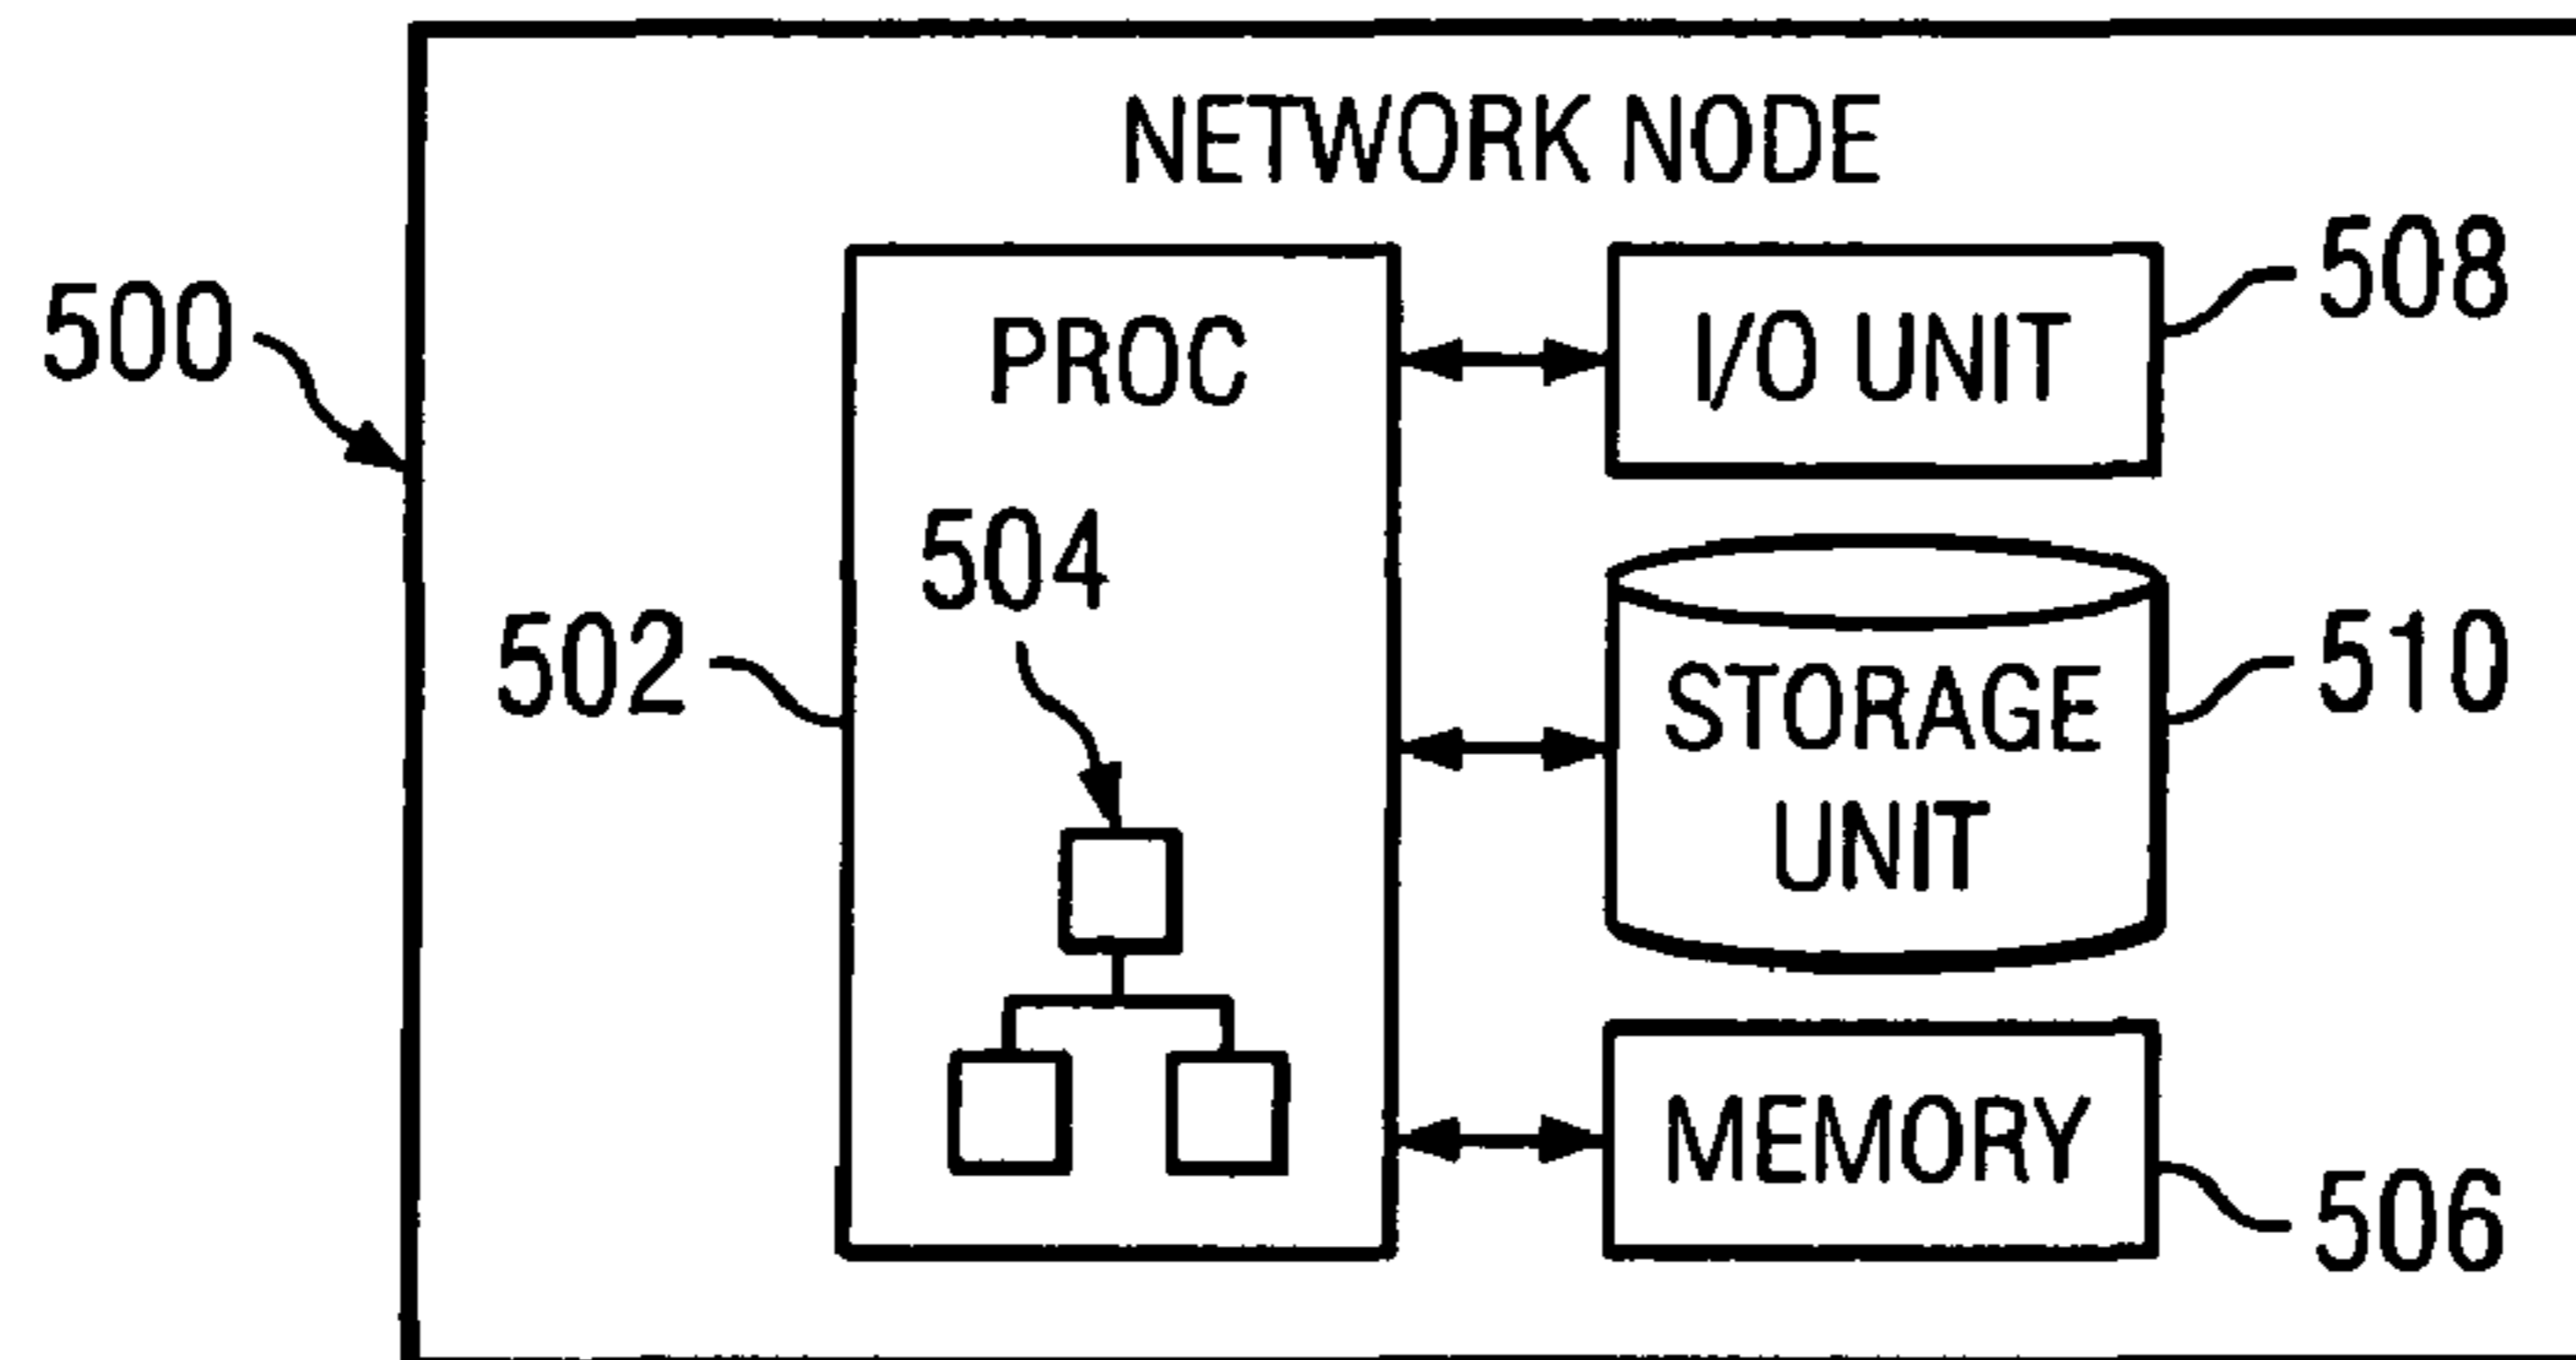 NETWORK NODE
508
500
PROC
I/O UNIT
504
502
510
STORAGE
UNIT
MEMORY
506